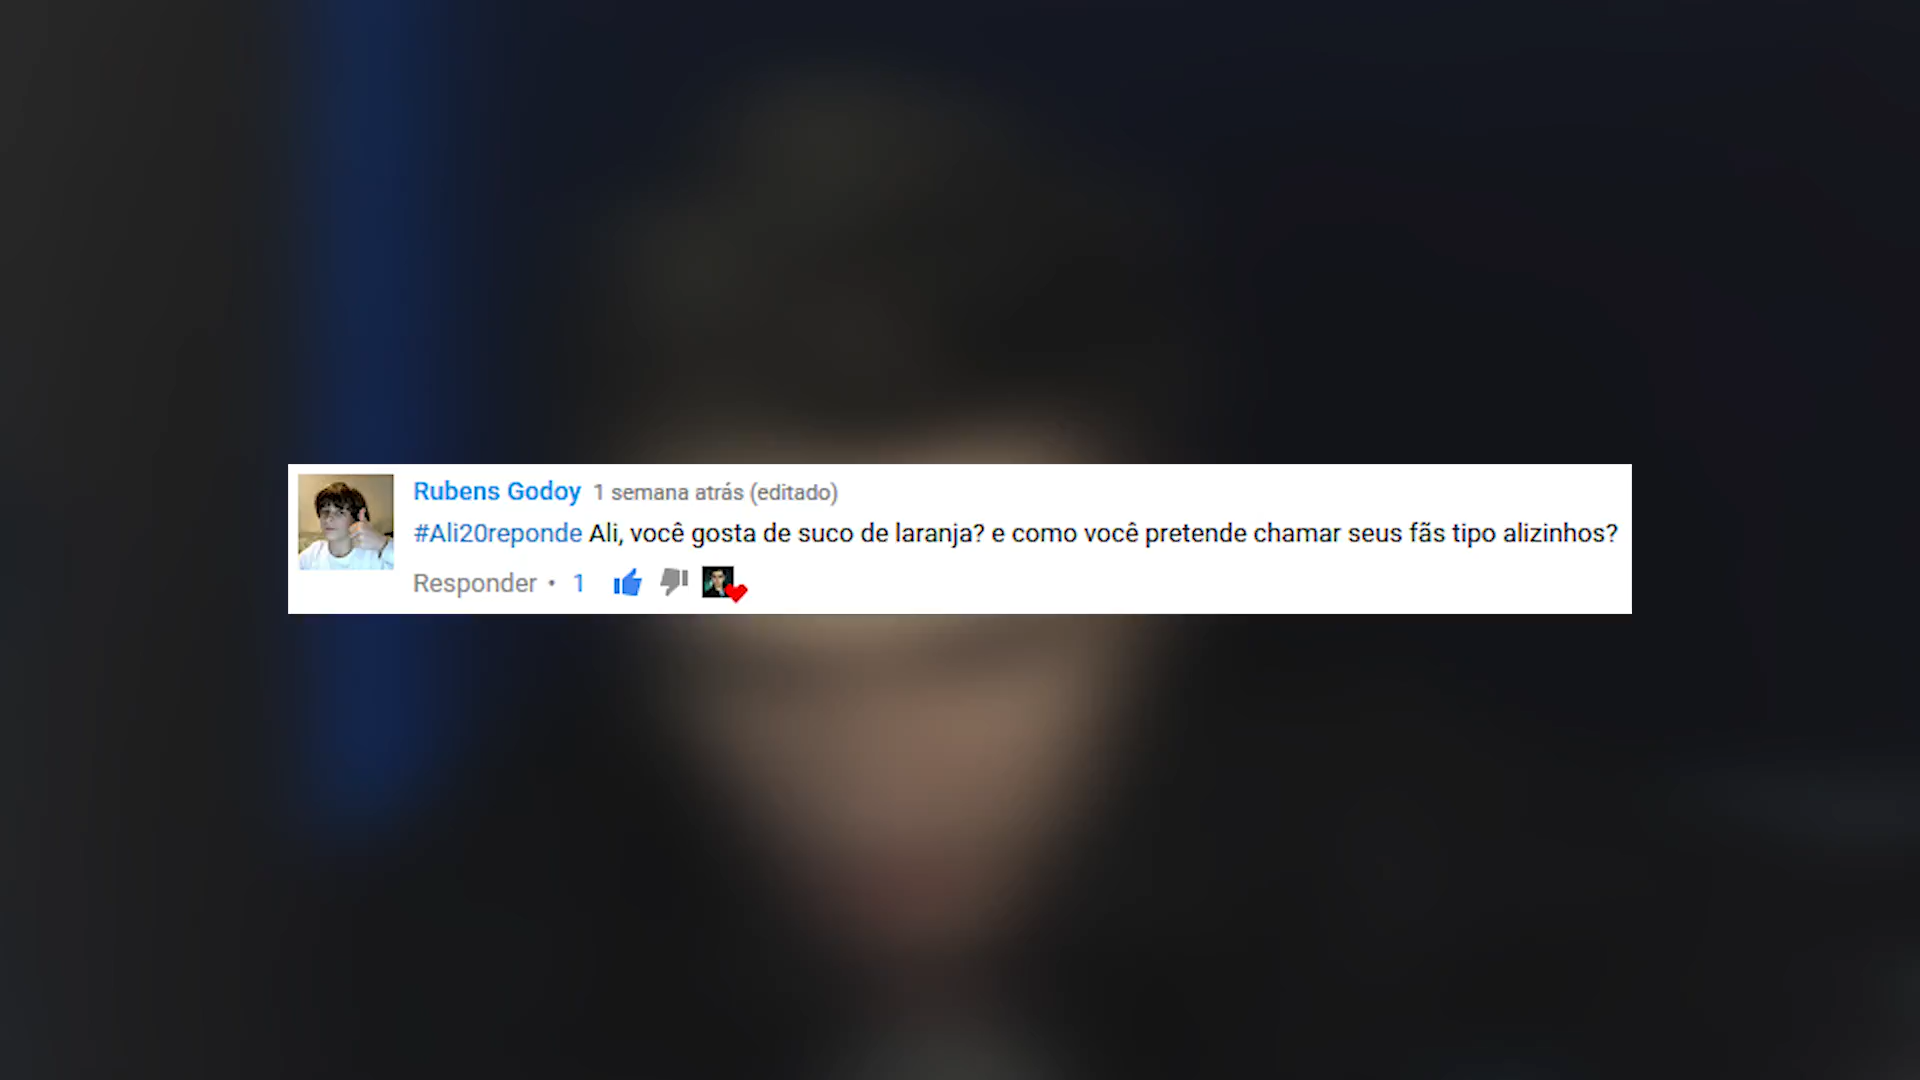 Rubens Godoy 1 semana atrás (editado)
#Ali20reponde Ali, você gosta de suco de laranja? e como você pretende chamar seus fãs tipo alizinhos?
Responder • 1